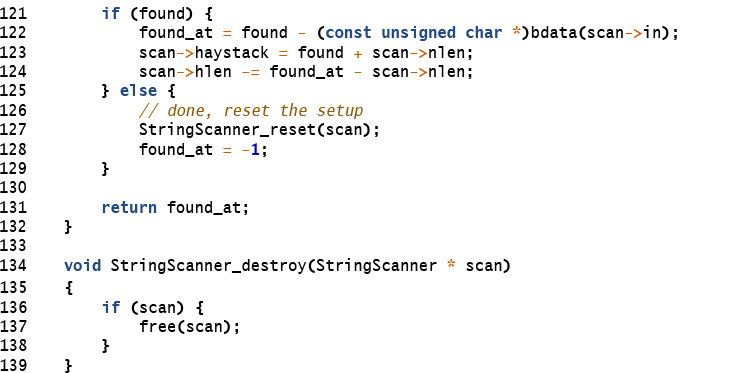 121        if (found) {
122            found_at = found - (const unsigned char *)bdata(scan->in);
123            scan->haystack = found + scan->nlen;
124            scan->hlen -= found_at - scan->nlen;
125        } else {
126            // done, reset the setup
127            StringScanner_reset(scan);
128            found_at = -1;
129        }
130
131        return found_at;
132    }
133
134    void StringScanner_destroy(StringScanner * scan)
135    {
136        if (scan) {
137            free(scan);
138        }
139    }